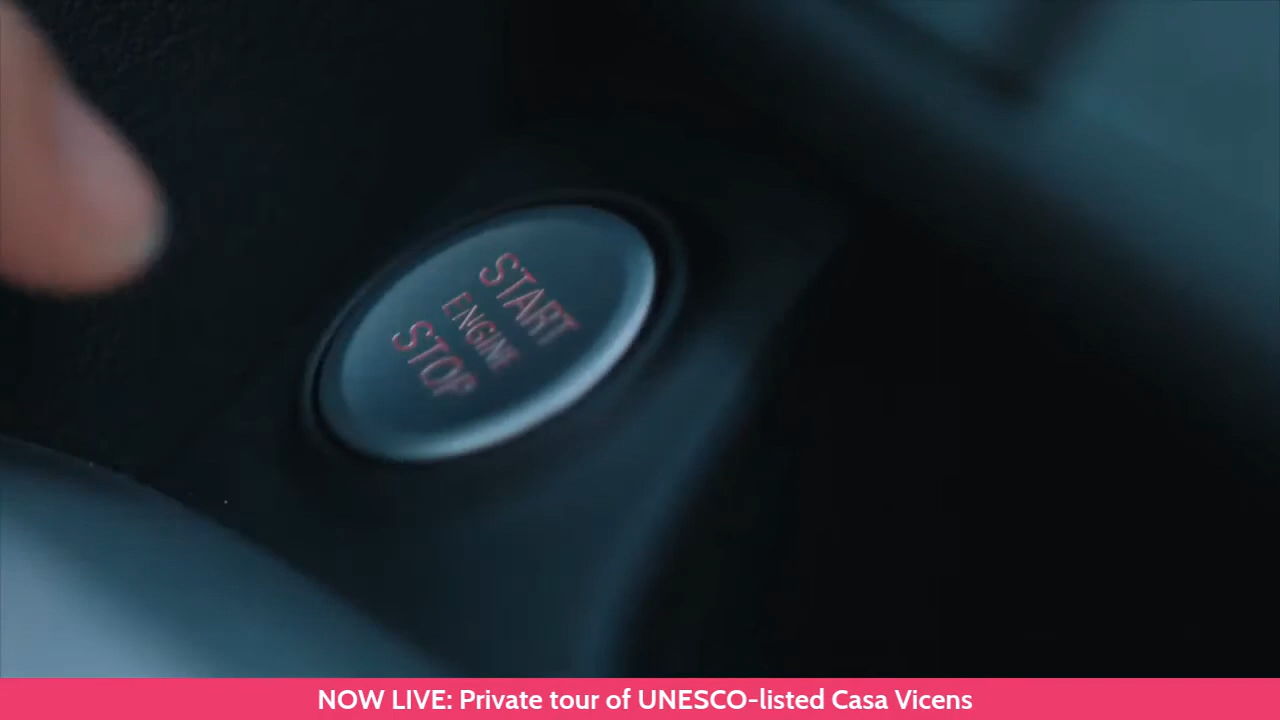 START
ENGINE
STOP
NOW LIVE: Private tour of UNESCO-listed Casa Vicens